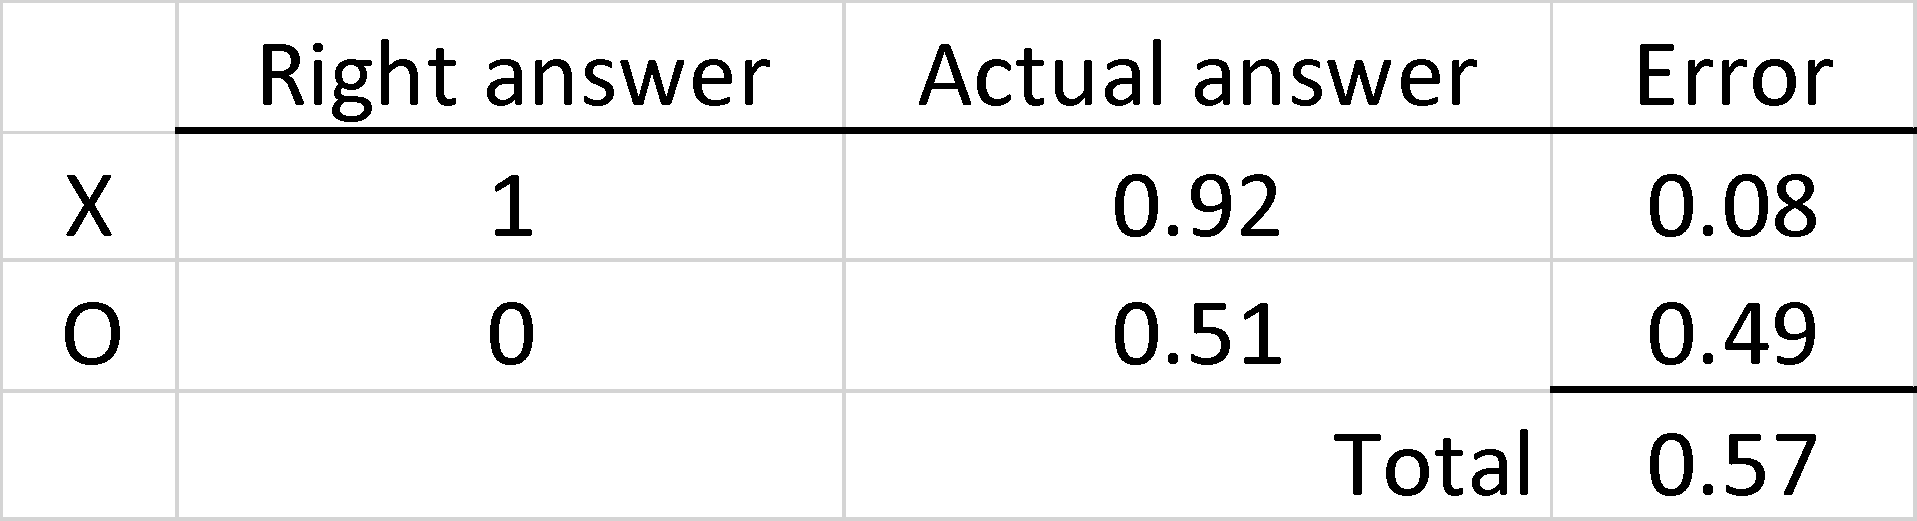 Right answer Actual answer Error
X 1 0.92 0.08
O 0 0.51 0.49
Total 0.57